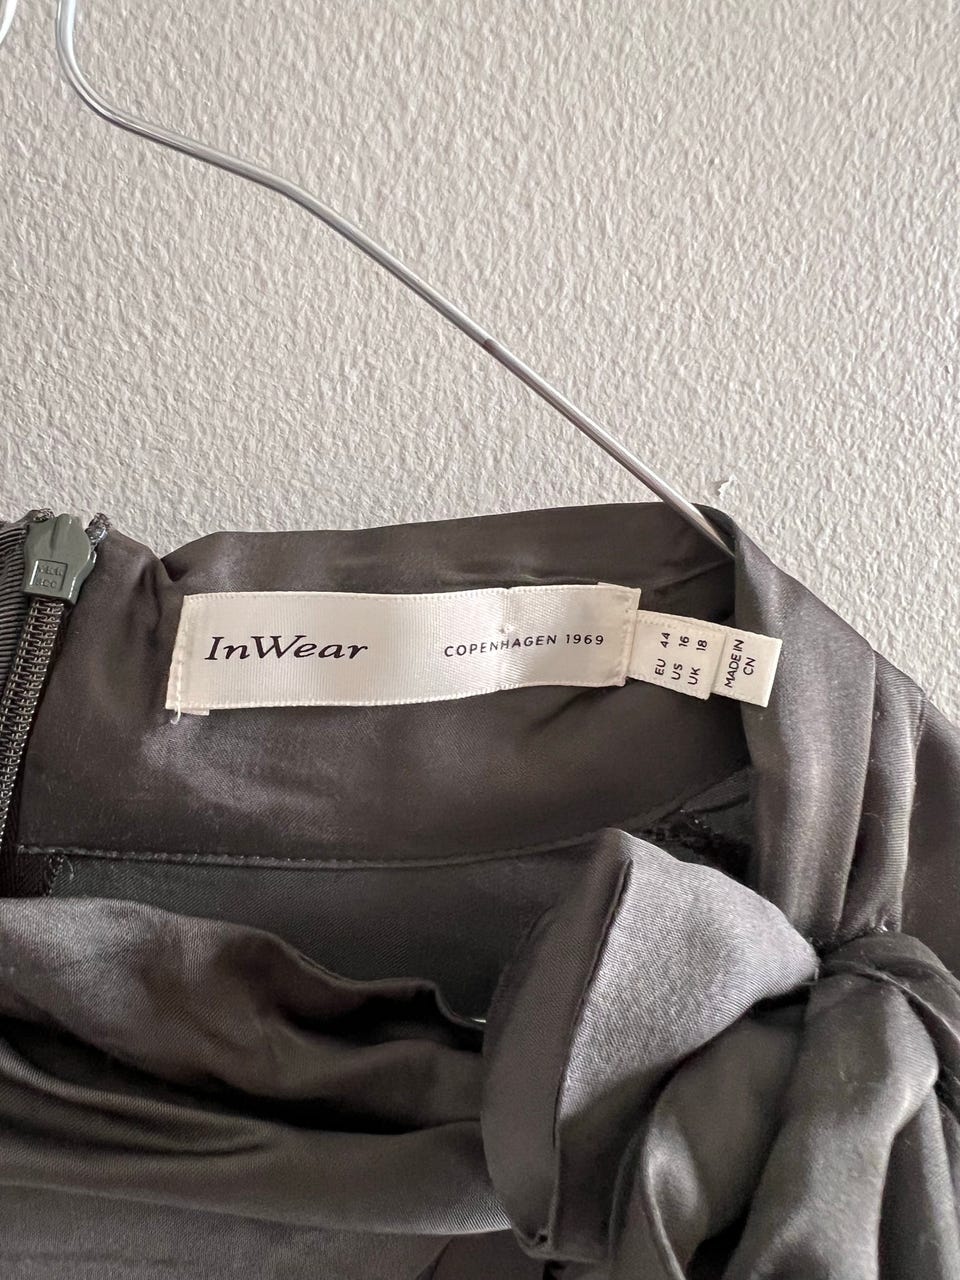 InWear
COPENHAGEN 1969
EU 44
US 16
UK 18
MADE IN
CN